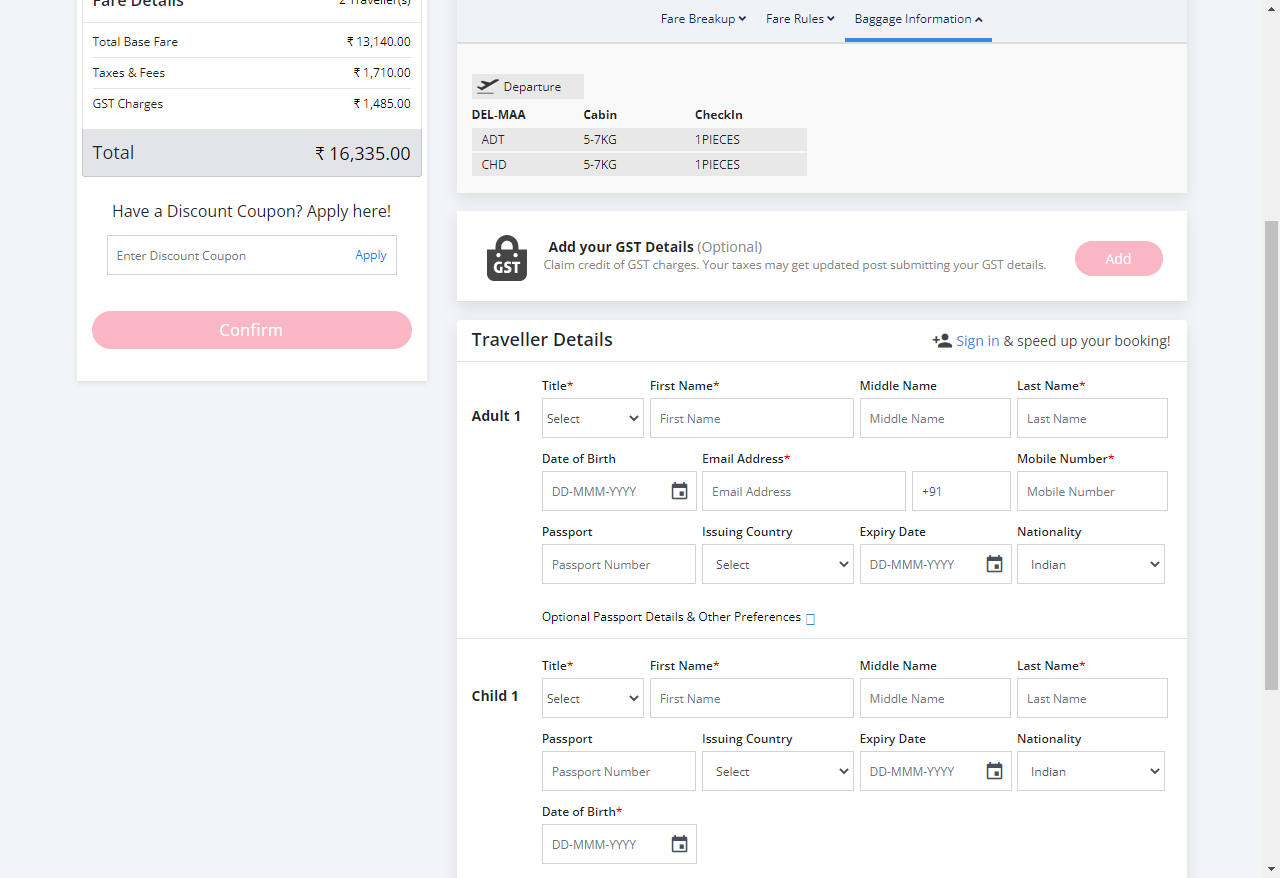 Fare Details 2 Traveller(s)
Total Base Fare ₹ 13,140.00
Taxes & Fees ₹ 1,710.00
GST Charges ₹ 1,485.00
Total ₹ 16,335.00
Have a Discount Coupon? Apply here!
Enter Discount Coupon Apply
Confirm
Fare Breakup Fare Rules Baggage Information
Departure
DEL-MAA Cabin CheckIn
ADT 5-7KG 1PIECES
CHD 5-7KG 1PIECES
GST
Add your GST Details (Optional)
Claim credit of GST charges. Your taxes may get updated post submitting your GST details.
Add
Traveller Details Sign in & speed up your booking!
Title* First Name* Middle Name Last Name*
Adult 1 Select First Name Middle Name Last Name
Date of Birth Email Address* Mobile Number*
DD-MMM-YYYY Email Address +91 Mobile Number
Passport Issuing Country Expiry Date Nationality
Passport Number Select DD-MMM-YYYY Indian
Optional Passport Details & Other Preferences
Title* First Name* Middle Name Last Name*
Child 1 Select First Name Middle Name Last Name
Passport Issuing Country Expiry Date Nationality
Passport Number Select DD-MMM-YYYY Indian
Date of Birth*
DD-MMM-YYYY